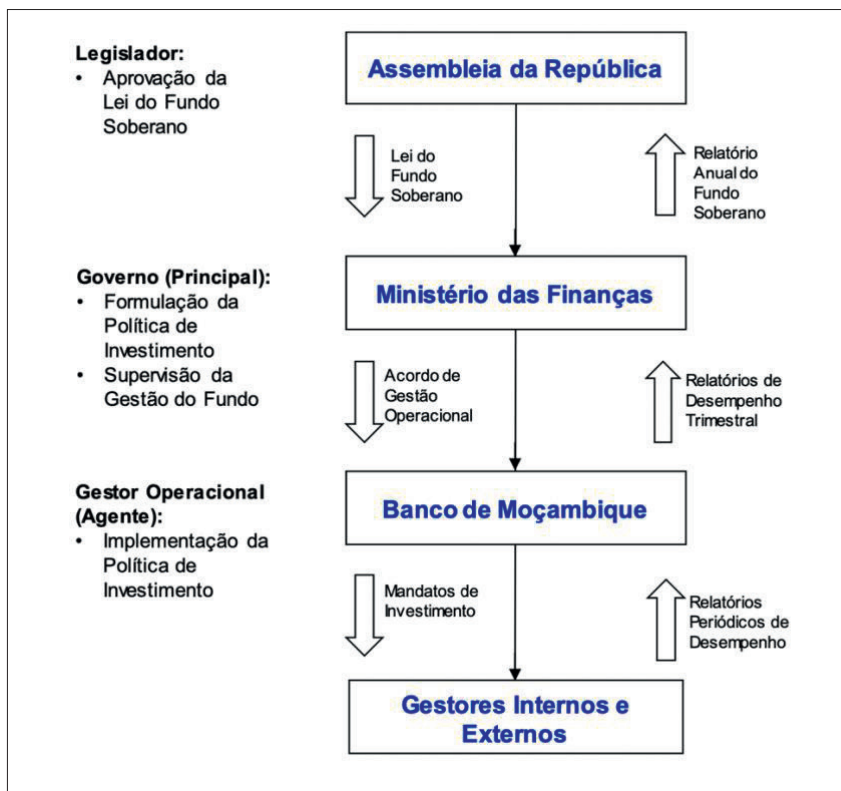 Legislador:
• Aprovação da
Lei do Fundo
Soberano
Assembleia da República
Lei do
Fundo
Soberano
Relatório
Anual do
Fundo
Soberano
Governo (Principal):
• Formulação da
Política de
Investimento
• Supervisão da
Gestão do Fundo
Ministério das Finanças
Acordo de
Gestão
Operacional
Relatórios de
Desempenho
Trimestral
Gestor Operacional
(Agente):
• Implementação da
Política de
Investimento
Banco de Moçambique
Mandatos de
Investimento
Relatórios
Periódicos de
Desempenho
Gestores Internos e
Externos